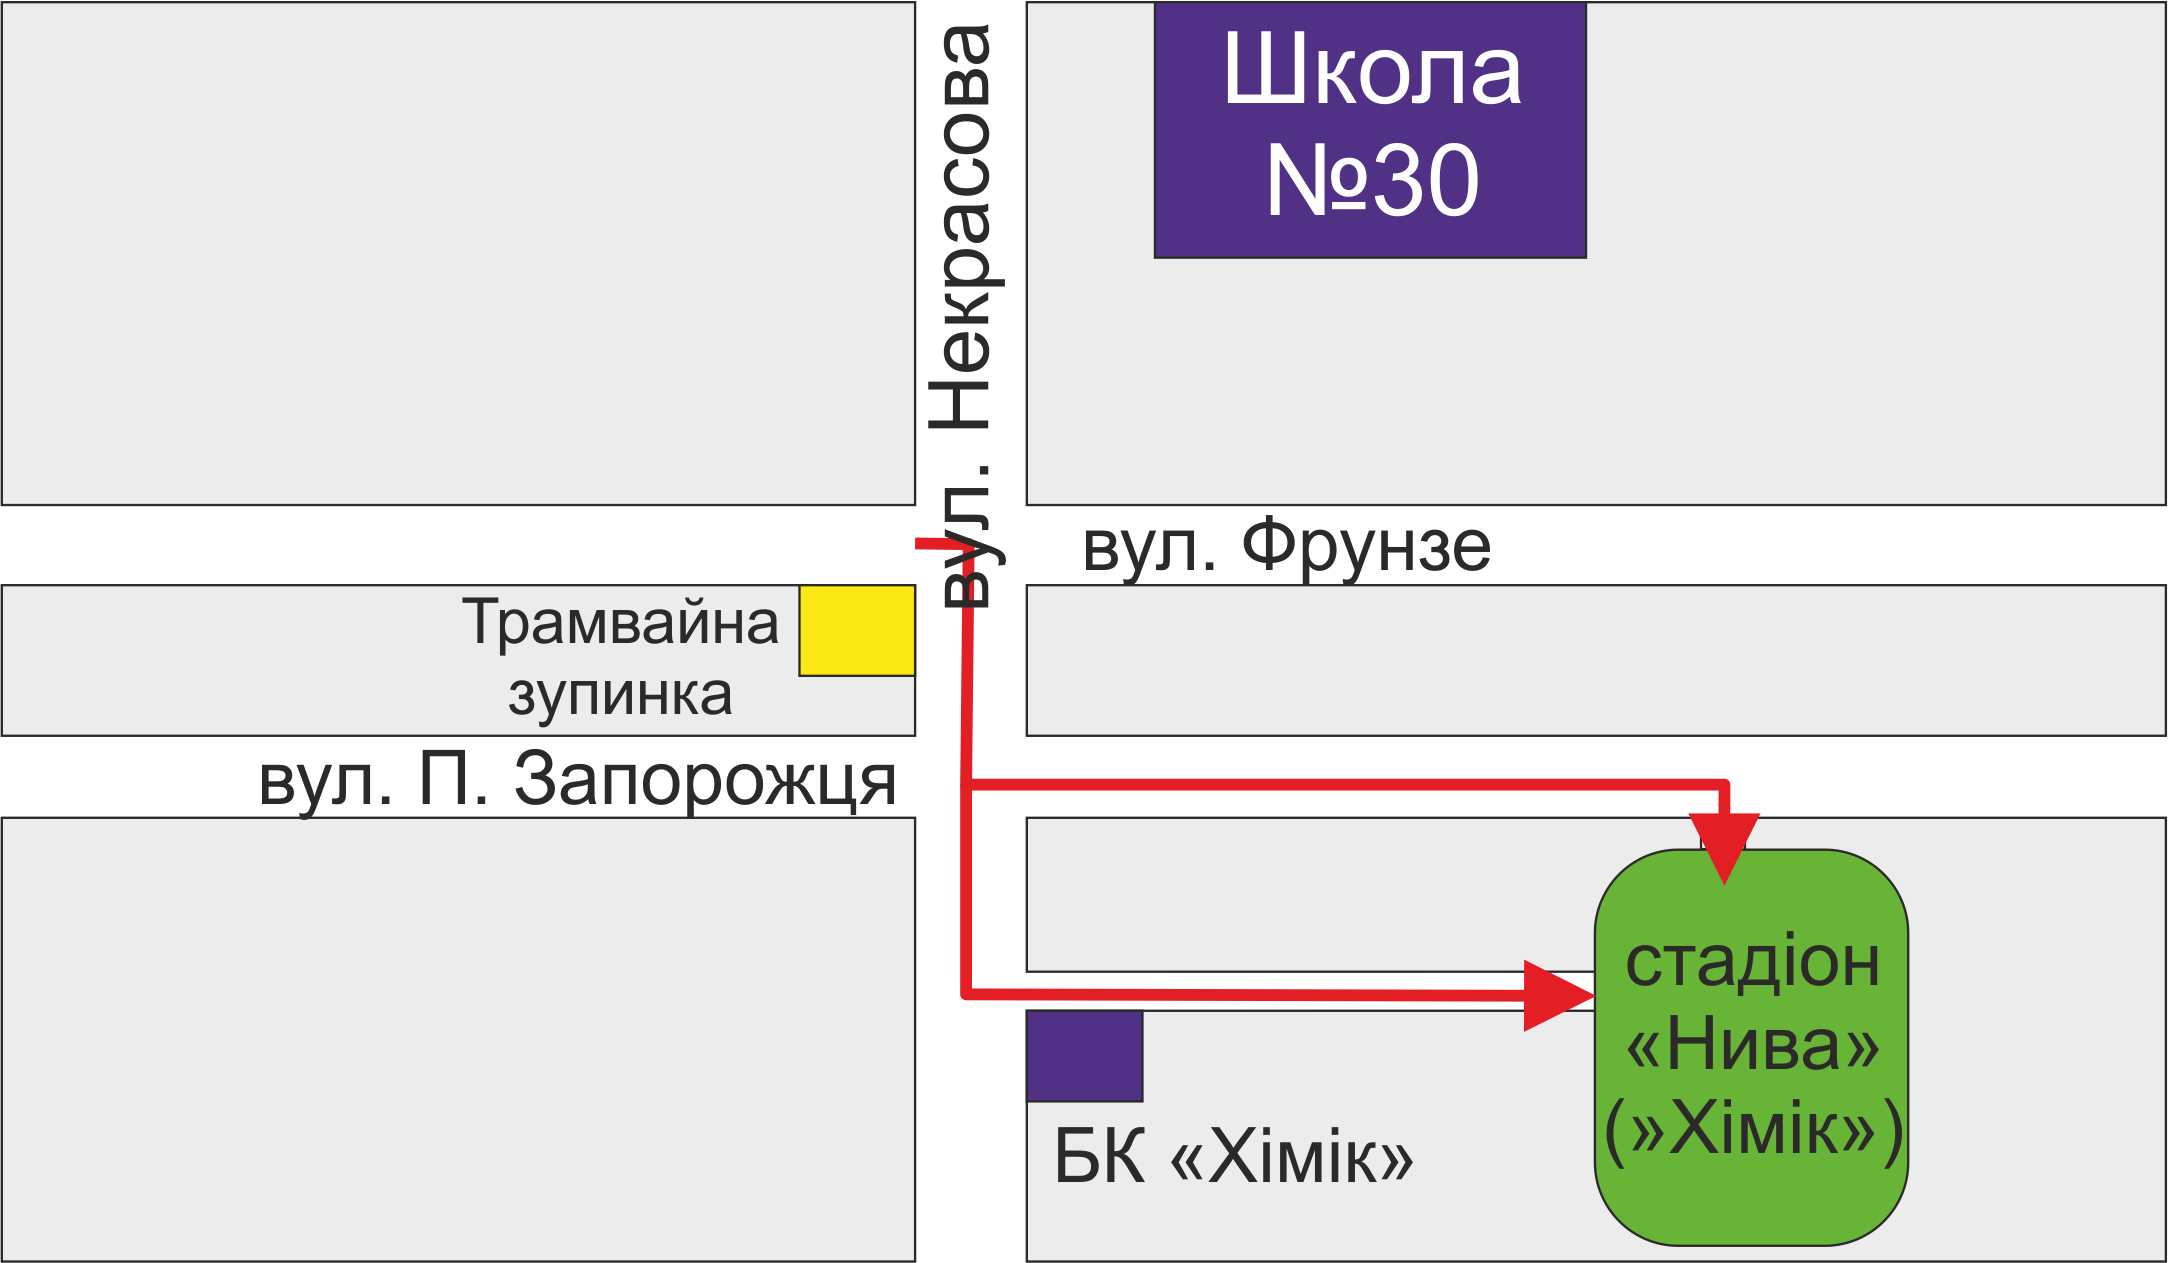 Школа
№30
вул. Некрасова
вул. Фрунзе
Трамвайна
зупинка
вул. П. Запорожця
стадіон
«Нива»
(»Хімік»)
БК «Хімік»